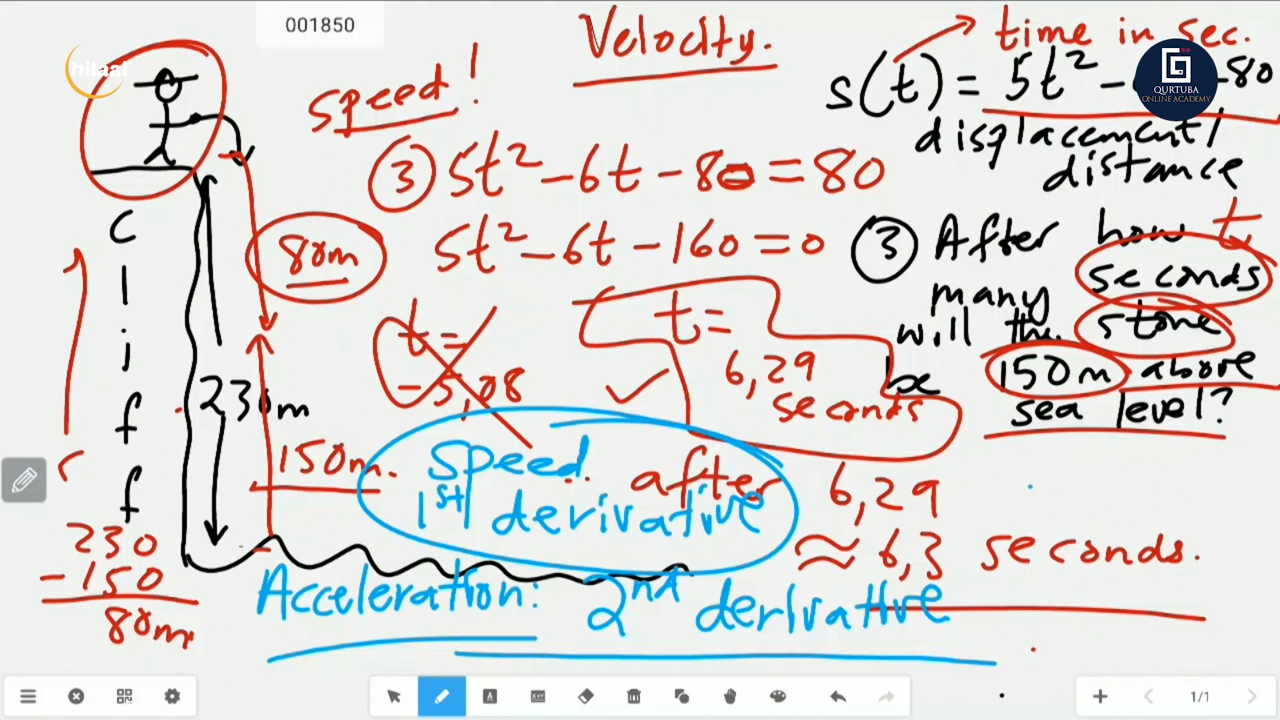 001850
hilaal
Velocity.
time in sec.
speed!
s(t) = 5t² - -80
QURTUBA
ONLINE ACADEMY
displacement/
distance
③ 5t² - 6t - 80 = 80
5t² - 6t - 160 = 0
80m
③ After how t
many seconds
will the stone
be 150m above
sea level?
t =
-5,08
t =
6,29
seconds
Cliff
230m
150m.
speed. after 6,29
1st derivative
≈ 6,3 seconds.
230
-150
80m
Acceleration: 2nd derivative
1/1